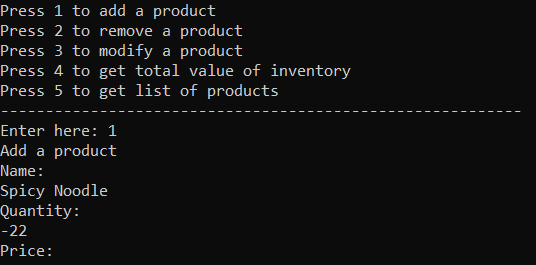 Press 1 to add a product
Press 2 to remove a product
Press 3 to modify a product
Press 4 to get total value of inventory
Press 5 to get list of products
----------------------------------------------------------
Enter here: 1
Add a product
Name:
Spicy Noodle
Quantity:
-22
Price: